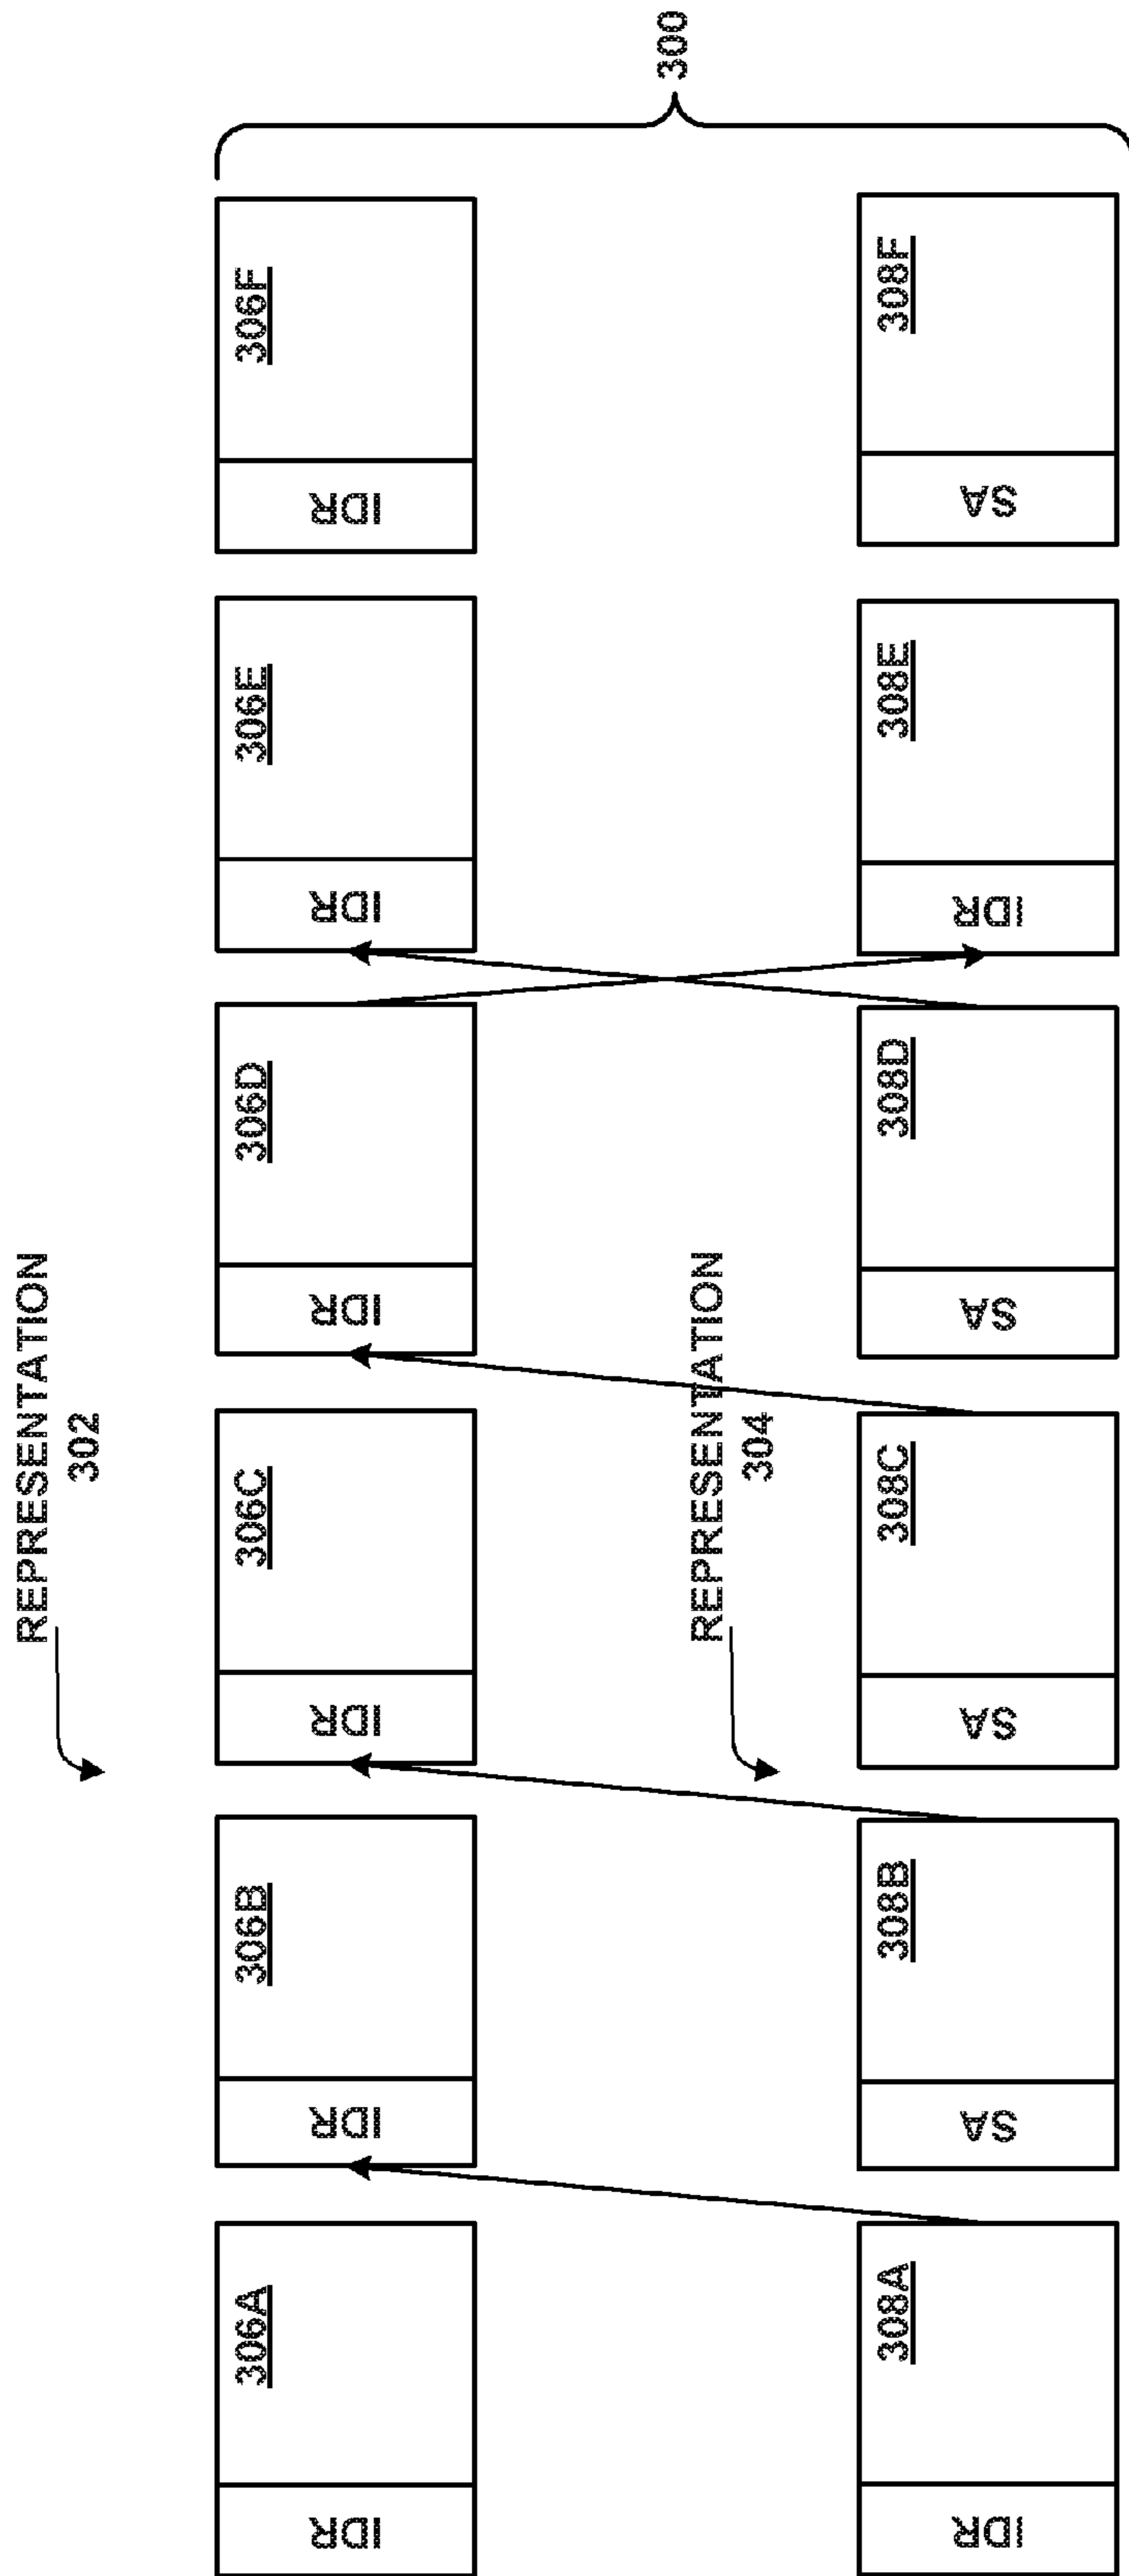 REPRESENTATION
302
306A
306B
306C
306D
306E
306F
IDR
IDR
IDR
IDR
IDR
IDR
300
REPRESENTATION
304
308A
308B
308C
308D
308E
308F
IDR
SA
SA
SA
IDR
SA